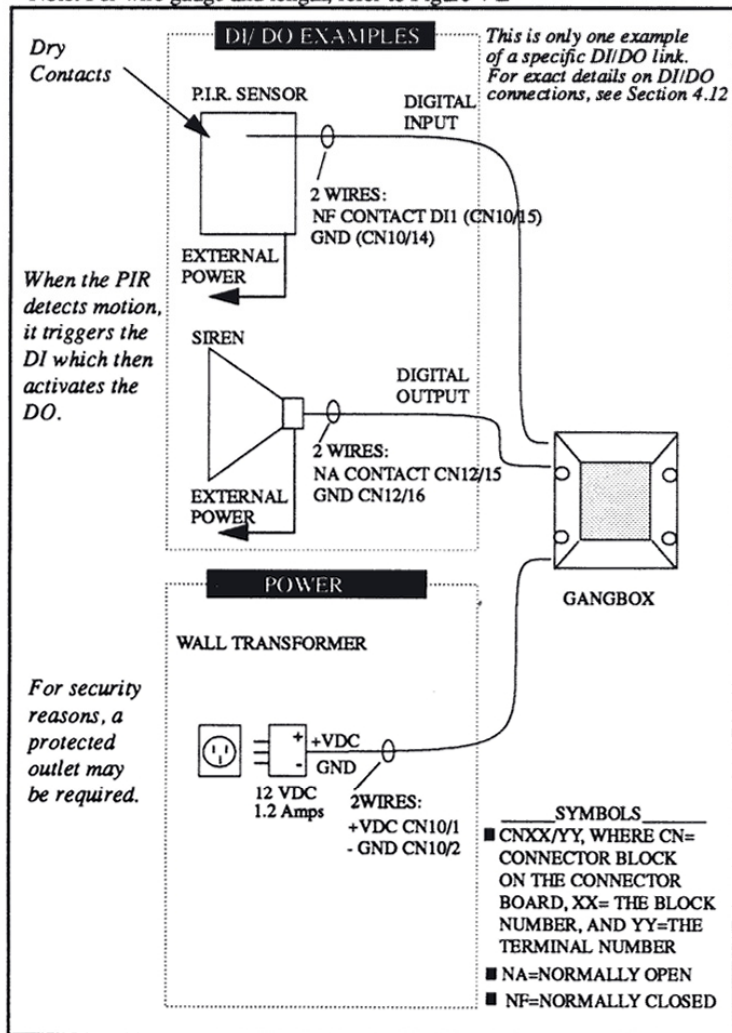 DI/ DO EXAMPLES
This is only one example
of a specific DI/DO link.
For exact details on DI/DO
connections, see Section 4.12
Dry
Contacts
P.I.R. SENSOR
DIGITAL
INPUT
2 WIRES:
NF CONTACT DI1 (CN10/15)
GND (CN10/14)
EXTERNAL
POWER
When the PIR
detects motion,
it triggers the
DI which then
activates the
DO.
SIREN
DIGITAL
OUTPUT
2 WIRES:
NA CONTACT CN12/15
GND CN12/16
EXTERNAL
POWER
GANGBOX
POWER
WALL TRANSFORMER
For security
reasons, a
protected
outlet may
be required.
+
-
+VDC
GND
12 VDC
1.2 Amps
2WIRES:
+VDC CN10/1
- GND CN10/2
SYMBOLS
■ CNXX/YY, WHERE CN=
CONNECTOR BLOCK
ON THE CONNECTOR
BOARD, XX= THE BLOCK
NUMBER, AND YY=THE
TERMINAL NUMBER
■ NA=NORMALLY OPEN
■ NF=NORMALLY CLOSED